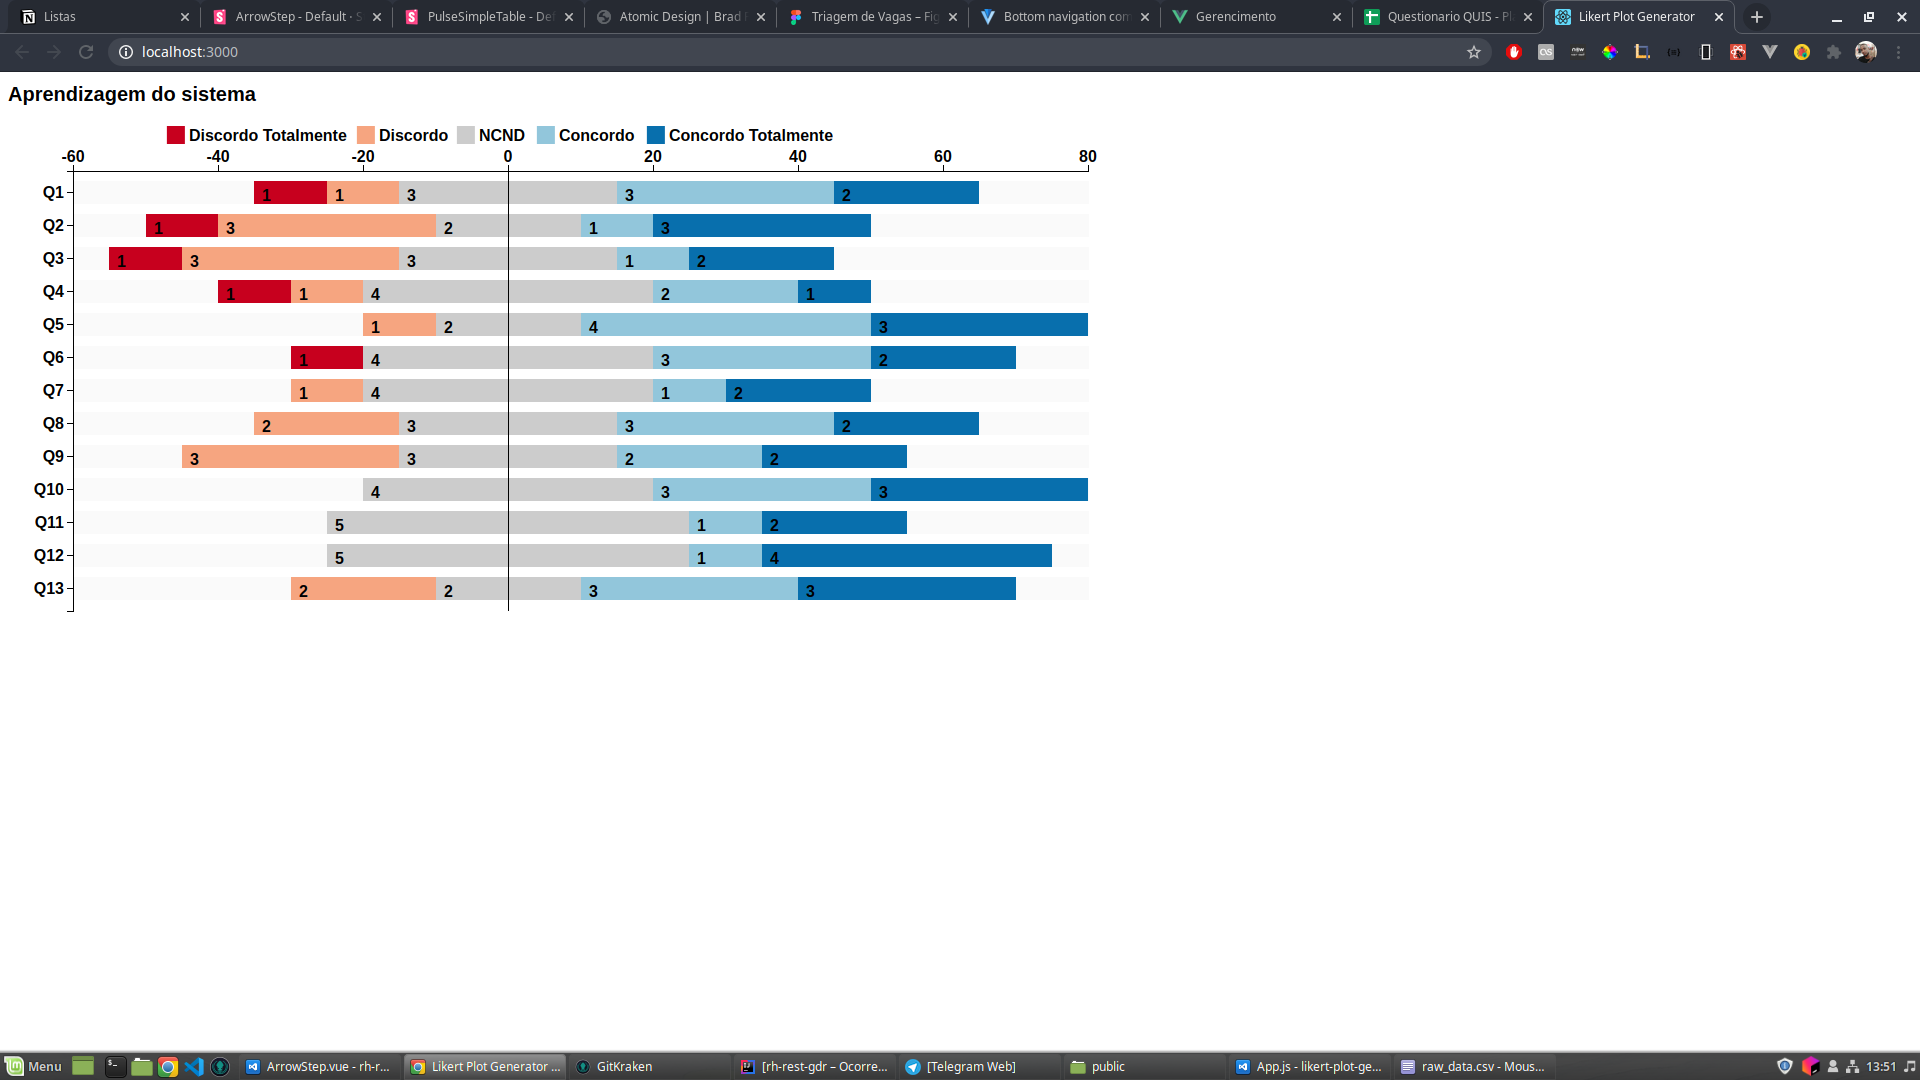 Listas ArrowStep - Default · S PulseSimpleTable - Def Atomic Design | Brad F Triagem de Vagas – Fig Bottom navigation com Gerencimento Questionario QUIS - Pl Likert Plot Generator
localhost:3000
Aprendizagem do sistema
Discordo Totalmente Discordo NCND Concordo Concordo Totalmente
-60 -40 -20 0 20 40 60 80
Q1 1 1 3 3 2
Q2 1 3 2 1 3
Q3 1 3 3 1 2
Q4 1 1 4 2 1
Q5 1 2 4 3
Q6 1 4 3 2
Q7 1 4 1 2
Q8 2 3 3 2
Q9 3 3 2 2
Q10 4 3 3
Q11 5 1 2
Q12 5 1 4
Q13 2 2 3 3
Menu ArrowStep.vue - rh-r... Likert Plot Generator ... GitKraken [rh-rest-gdr – Ocorre... [Telegram Web] public App.js - likert-plot-ge... raw_data.csv - Mous... 13:51